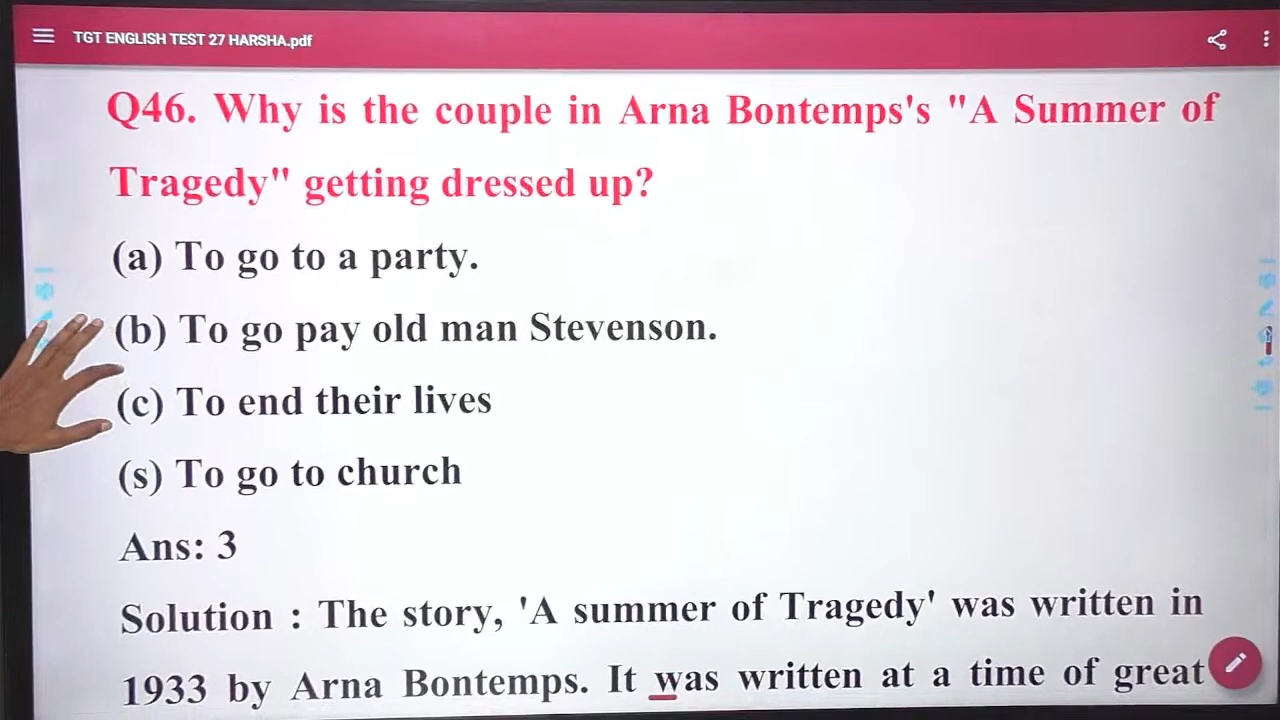 TGT ENGLISH TEST 27 HARSHA.pdf
Q46. Why is the couple in Arna Bontemps's "A Summer of
Tragedy" getting dressed up?
(a) To go to a party.
(b) To go pay old man Stevenson.
(c) To end their lives
(s) To go to church
Ans: 3
Solution : The story, 'A summer of Tragedy' was written in
1933 by Arna Bontemps. It was written at a time of great